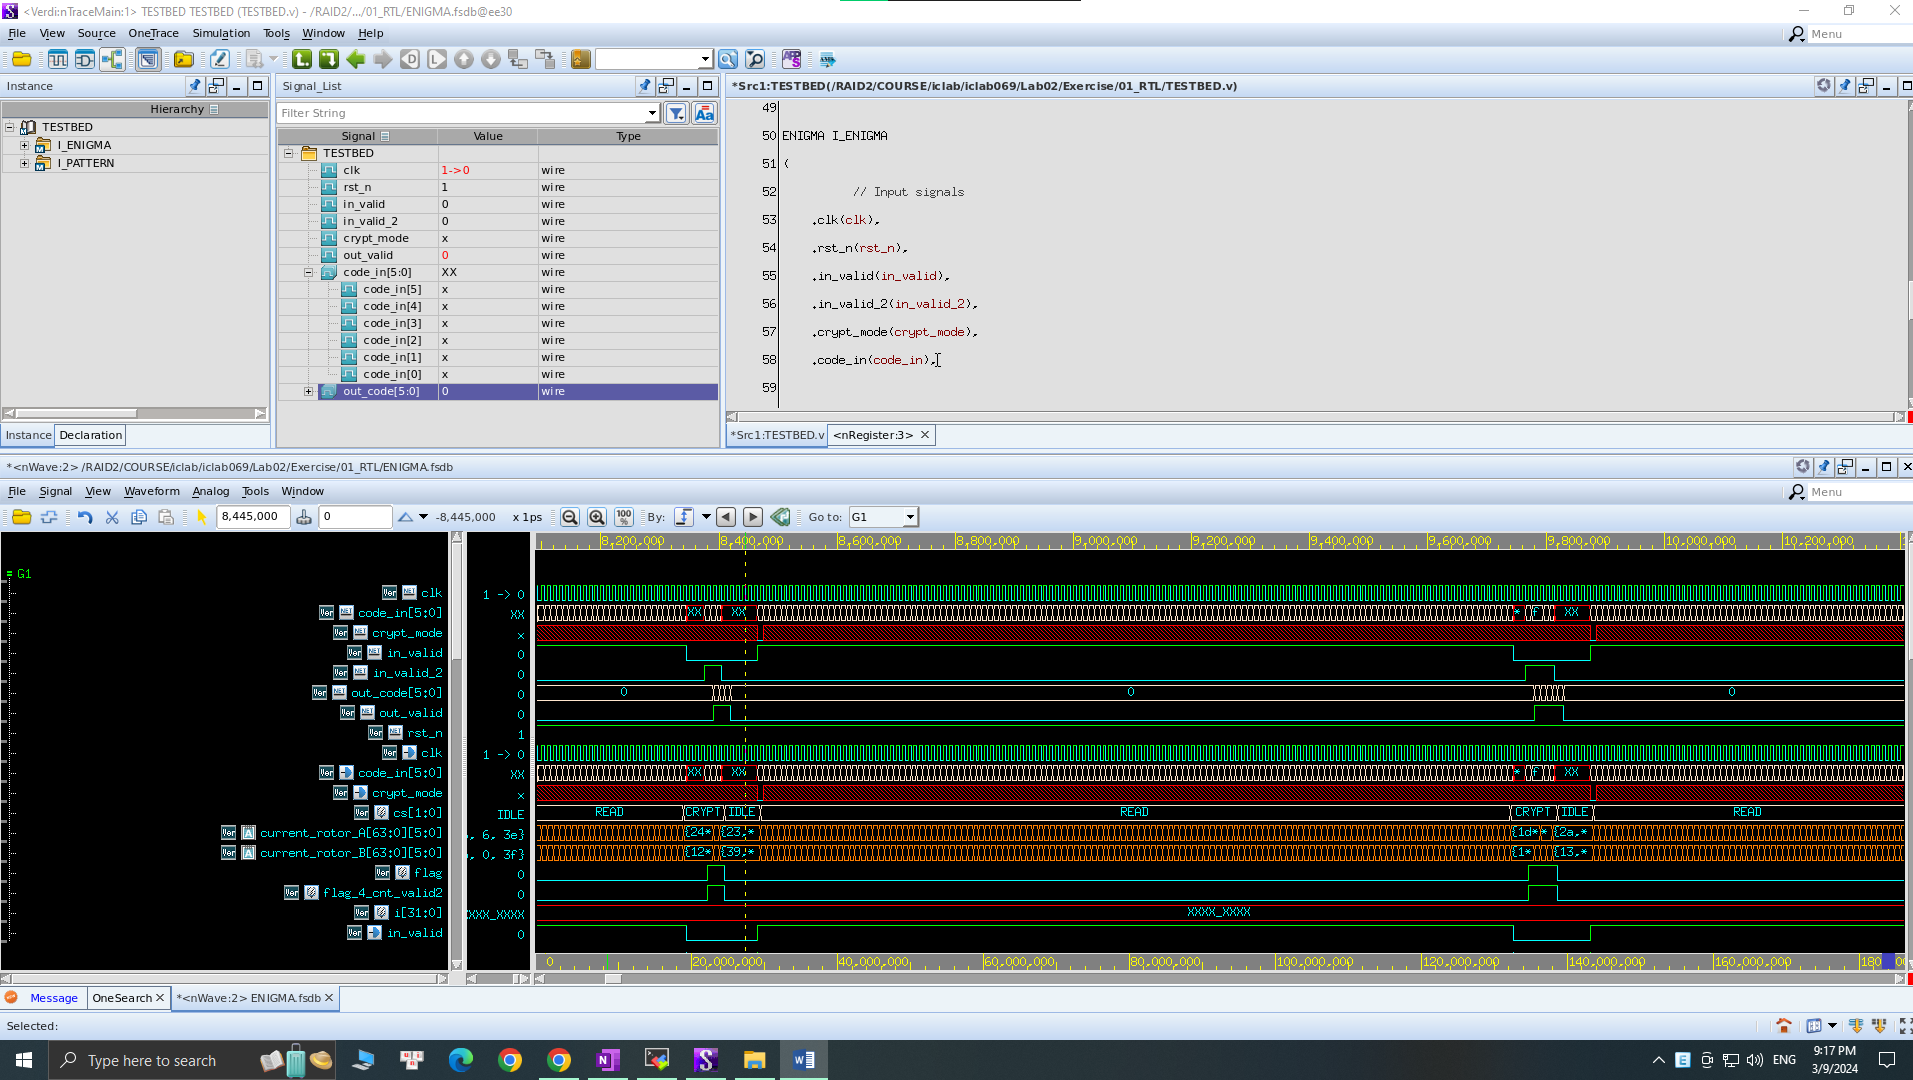 <Verdi:nTraceMain:1> TESTBED TESTBED (TESTBED.v) - /RAID2/.../01_RTL/ENIGMA.fsdb@ee30
File View Source OneTrace Simulation Tools Window Help
Menu
Instance
Hierarchy
TESTBED
I_ENIGMA
I_PATTERN
Instance Declaration
Signal_List
Filter String
Signal Value Type
TESTBED
clk 1->0 wire
rst_n 1 wire
in_valid 0 wire
in_valid_2 0 wire
crypt_mode x wire
out_valid 0 wire
code_in[5:0] XX wire
code_in[5] x wire
code_in[4] x wire
code_in[3] x wire
code_in[2] x wire
code_in[1] x wire
code_in[0] x wire
out_code[5:0] 0 wire
*Src1:TESTBED(/RAID2/COURSE/iclab/iclab069/Lab02/Exercise/01_RTL/TESTBED.v)
49
50 ENIGMA I_ENIGMA
51 (
52 // Input signals
53 .clk(clk),
54 .rst_n(rst_n),
55 .in_valid(in_valid),
56 .in_valid_2(in_valid_2),
57 .crypt_mode(crypt_mode),
58 .code_in(code_in),
59
*Src1:TESTBED.v <nRegister:3>
*<nWave:2> /RAID2/COURSE/iclab/iclab069/Lab02/Exercise/01_RTL/ENIGMA.fsdb
File Signal View Waveform Analog Tools Window
Menu
8,445,000 0 -8,445,000 x 1ps 100% By: Go to: G1
8,200,000 8,400,000 8,600,000 8,800,000 9,000,000 9,200,000 9,400,000 9,600,000 9,800,000 10,000,000 10,200,000
= G1
clk 1 -> 0
code_in[5:0] XX XX XX * f XX
crypt_mode x
in_valid 0
in_valid_2 0
out_code[5:0] 0 0 0 0
out_valid 0
rst_n 1
clk 1 -> 0
code_in[5:0] XX XX XX * f XX
crypt_mode x
cs[1:0] IDLE READ CRYPT IDLE READ CRYPT IDLE READ
current_rotor_A[63:0][5:0] , 6, 3e} {24* {23,* {1d* * {2a,*
current_rotor_B[63:0][5:0] , 0, 3f} {12* {39,* {1* {13,*
flag 0
flag_4_cnt_valid2 0
i[31:0] XXX_XXXX XXXX_XXXX
in_valid 0
0 20,000,000 40,000,000 60,000,000 80,000,000 100,000,000 120,000,000 140,000,000 160,000,000
Message OneSearch *<nWave:2> ENIGMA.fsdb
Selected:
Type here to search
ENG
9:17 PM
3/9/2024